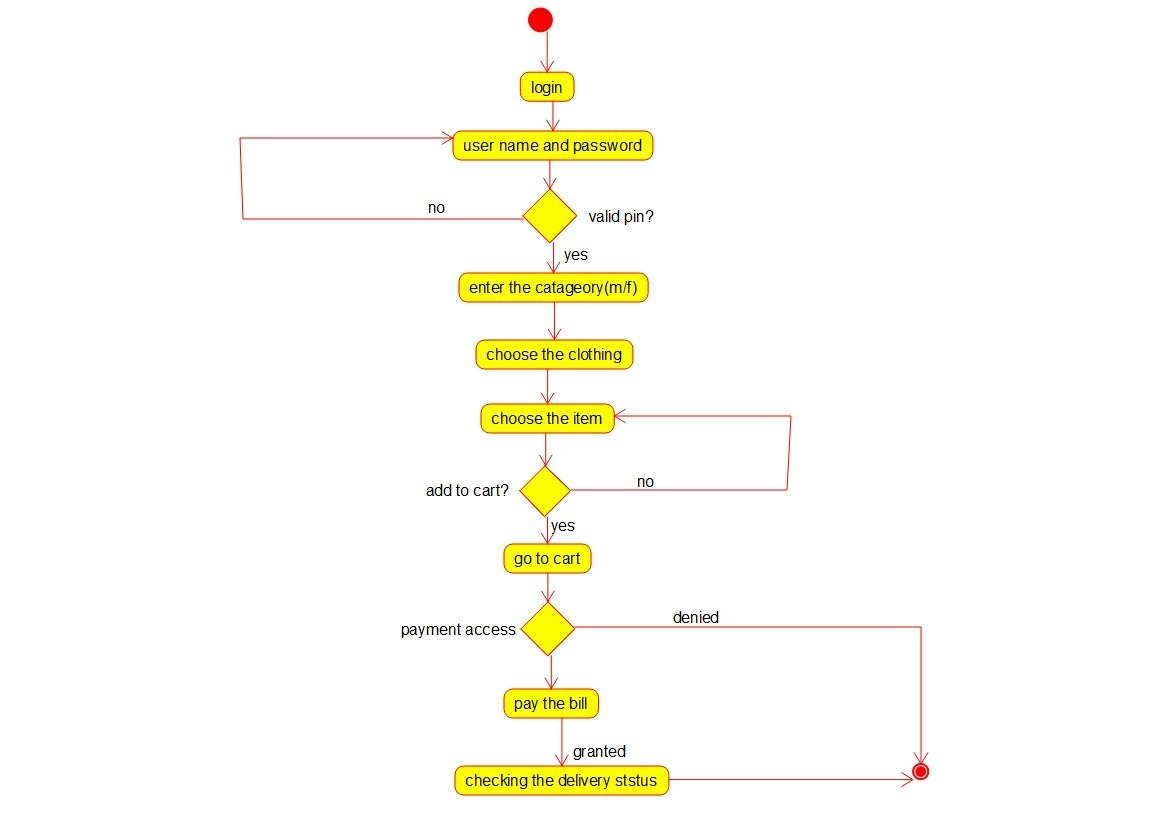 login
user name and password
no
valid pin?
yes
enter the catageory(m/f)
choose the clothing
choose the item
add to cart?
no
yes
go to cart
denied
payment access
pay the bill
granted
checking the delivery ststus